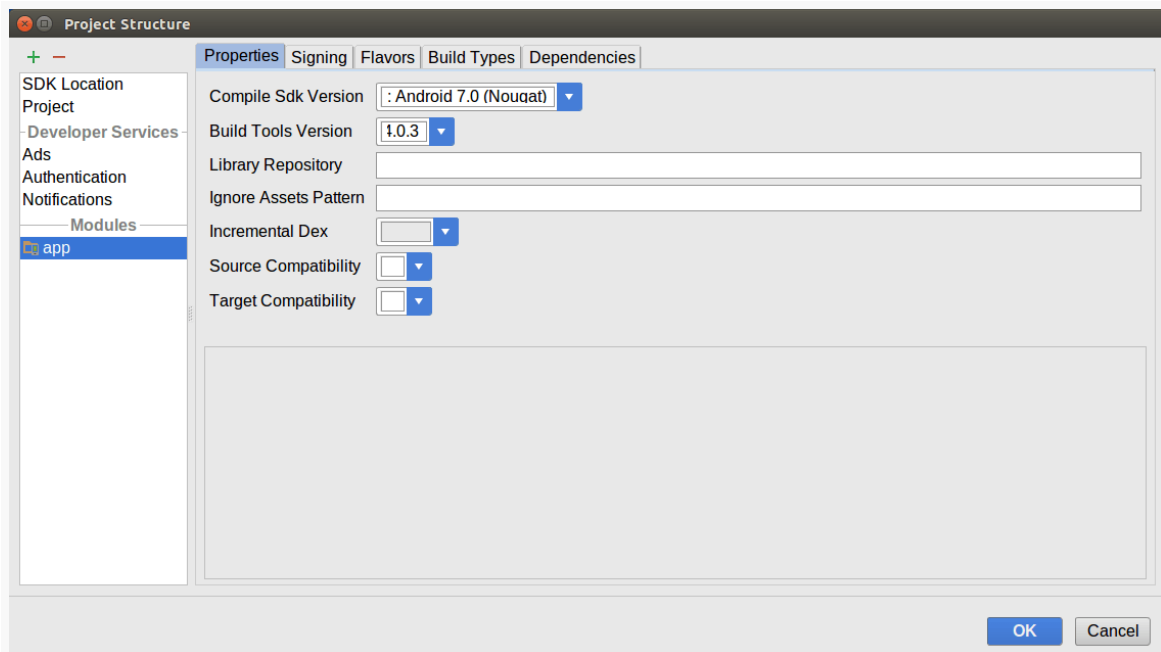 Project Structure
Properties Signing Flavors Build Types Dependencies
SDK Location
Project
Developer Services
Ads
Authentication
Notifications
Modules
app
Compile Sdk Version : Android 7.0 (Nougat)
Build Tools Version 4.0.3
Library Repository
Ignore Assets Pattern
Incremental Dex
Source Compatibility
Target Compatibility
OK Cancel